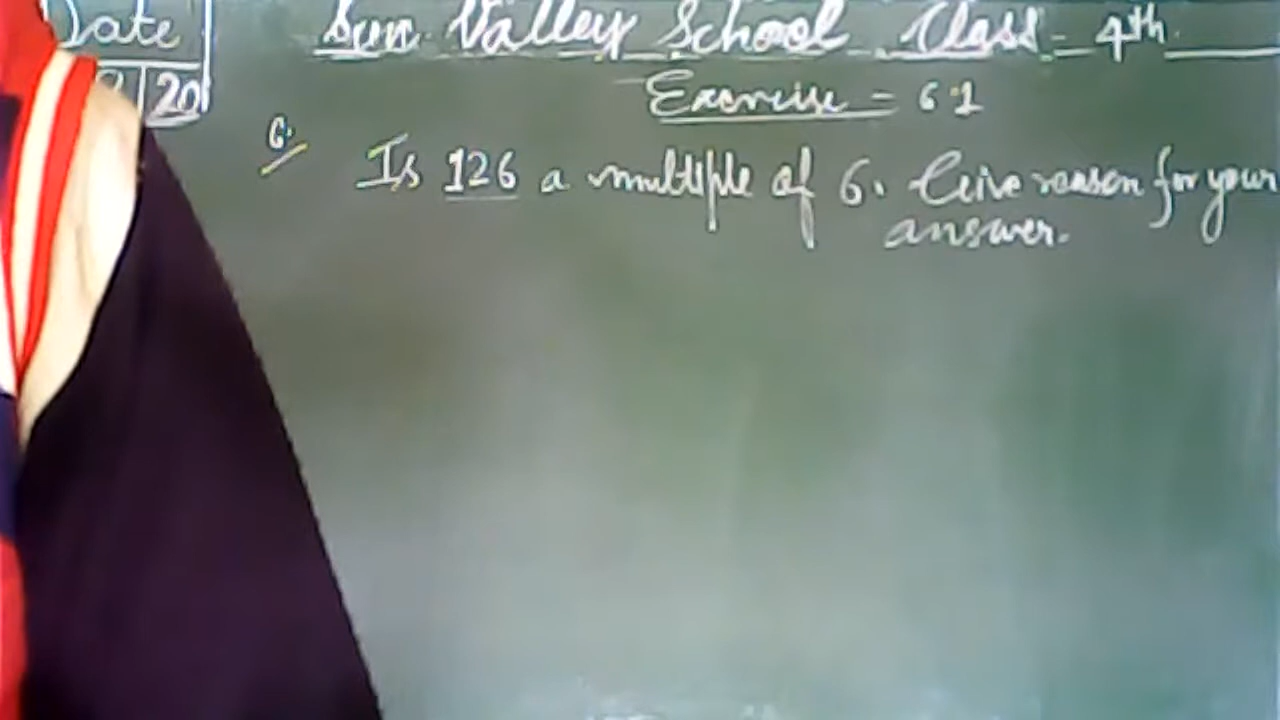 Date
20
Sun Valley School Class - 4th
Exercise - 6.1
6. Is 126 a multiple of 6. Give reason for your
answer.